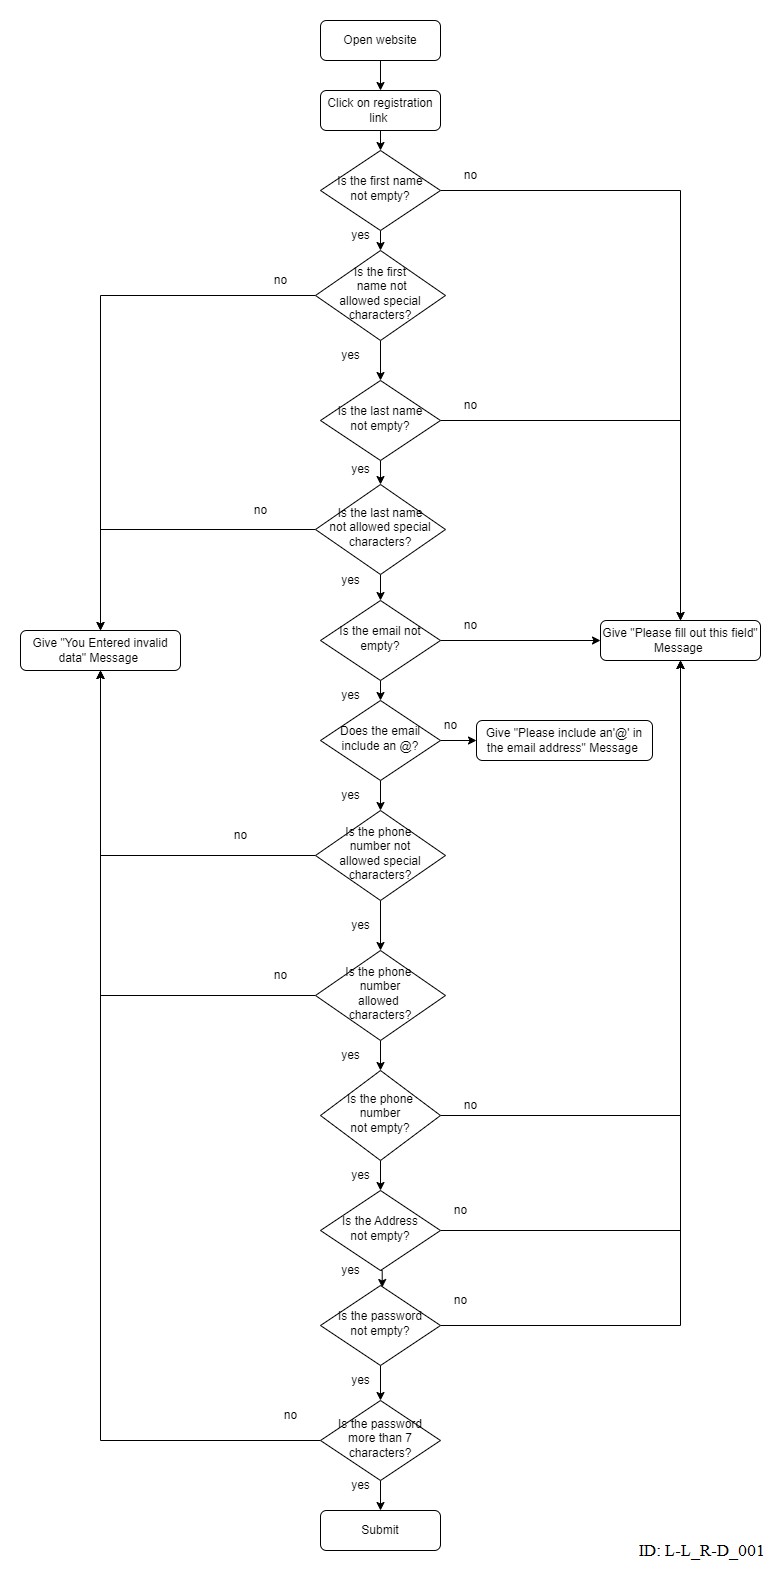 Open website
Click on registration
link
Is the first name
not empty?
no
yes
Is the first
name not
allowed special
characters?
no
yes
Is the last name
not empty?
no
yes
Is the last name
not allowed special
characters?
no
yes
Is the email not
empty?
no
Give "You Entered invalid
data" Message
Give "Please fill out this field"
Message
yes
Does the email
include an @?
no
Give "Please include an'@' in
the email address" Message
yes
Is the phone
number not
allowed special
characters?
no
yes
Is the phone
number
allowed
characters?
no
yes
Is the phone
number
not empty?
no
yes
Is the Address
not empty?
no
yes
Is the password
not empty?
no
yes
Is the password
more than 7
characters?
no
yes
Submit
ID: L-L_R-D_001